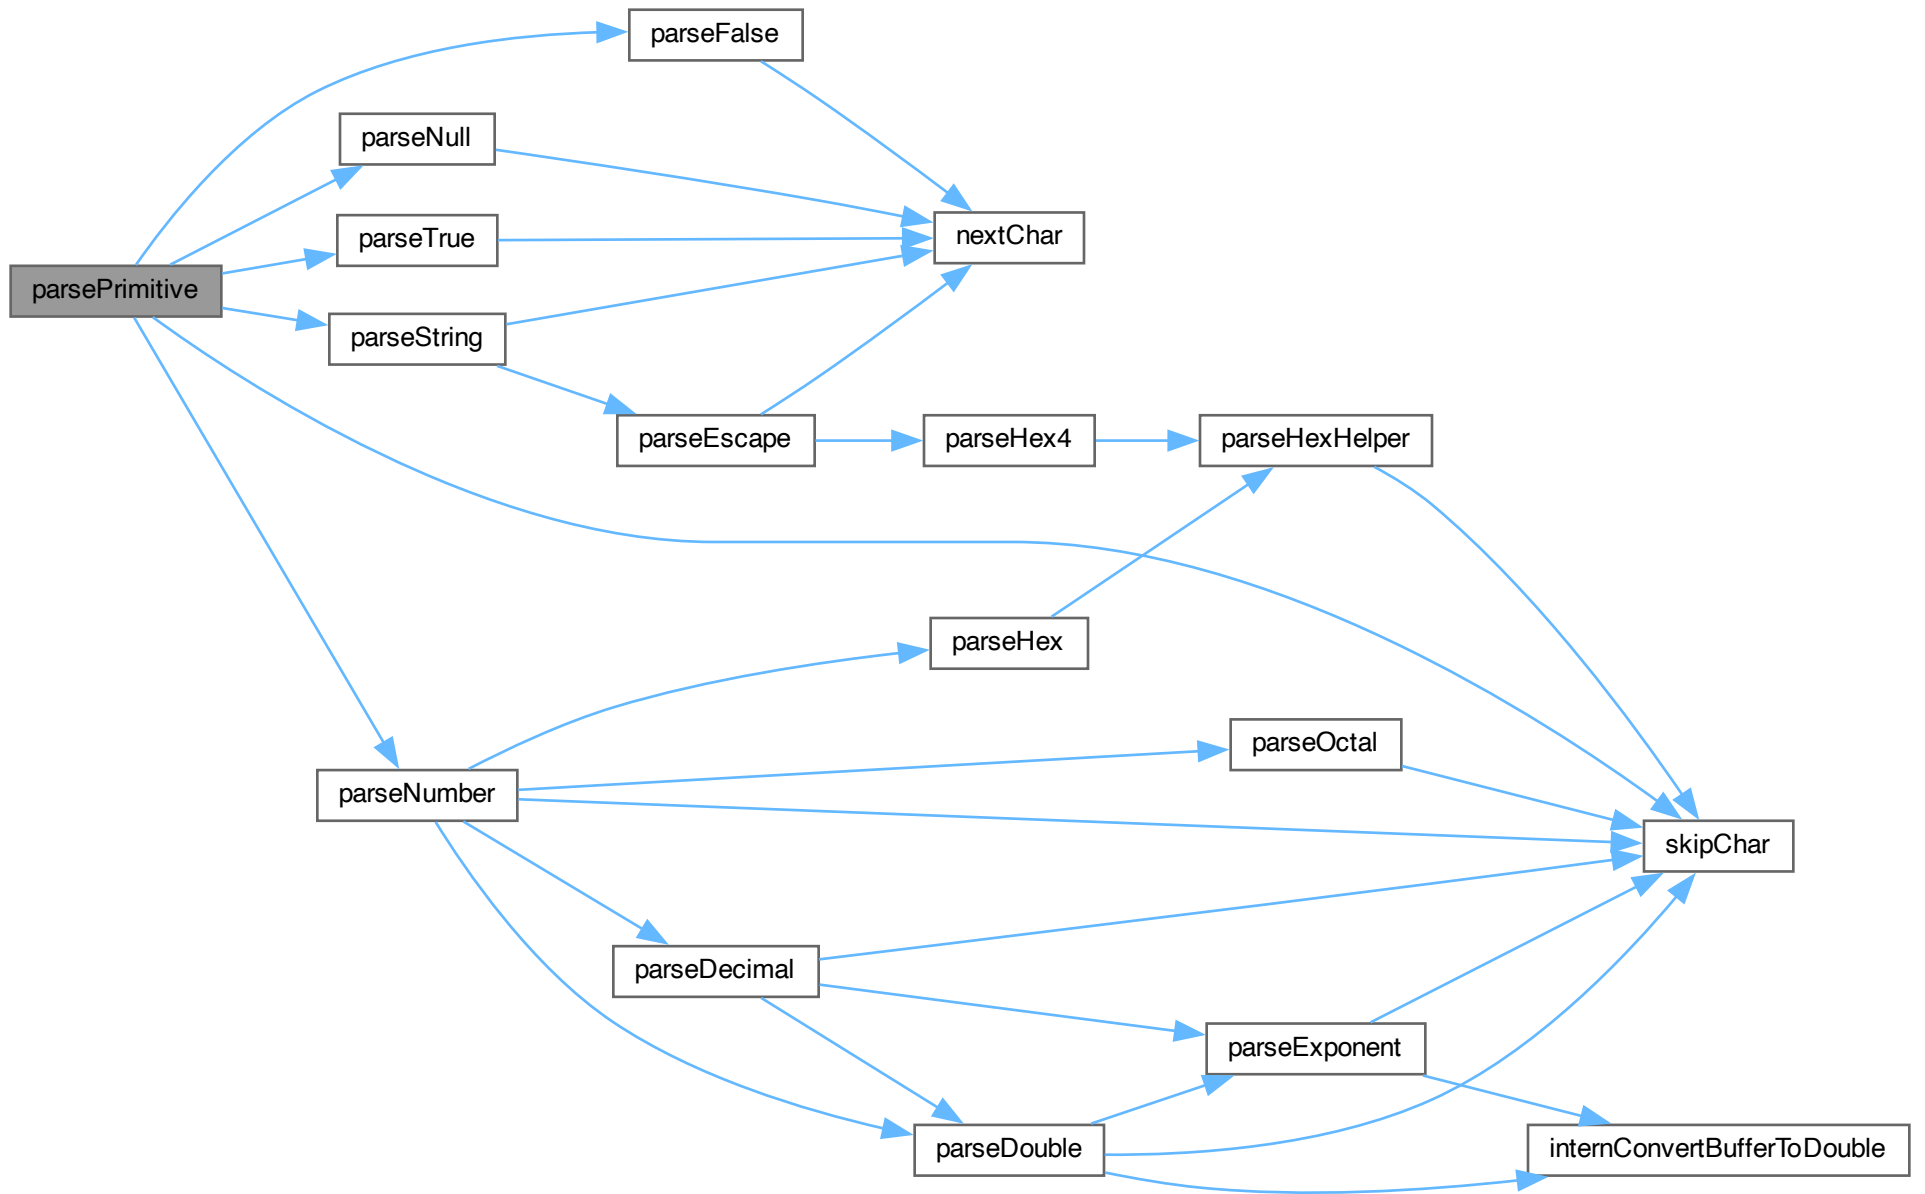 parseFalse
parseNull
nextChar
parseTrue
parsePrimitive
parseString
parseEscape
parseHex4
parseHexHelper
parseHex
parseOctal
parseNumber
skipChar
parseDecimal
parseExponent
parseDouble
internConvertBufferToDouble